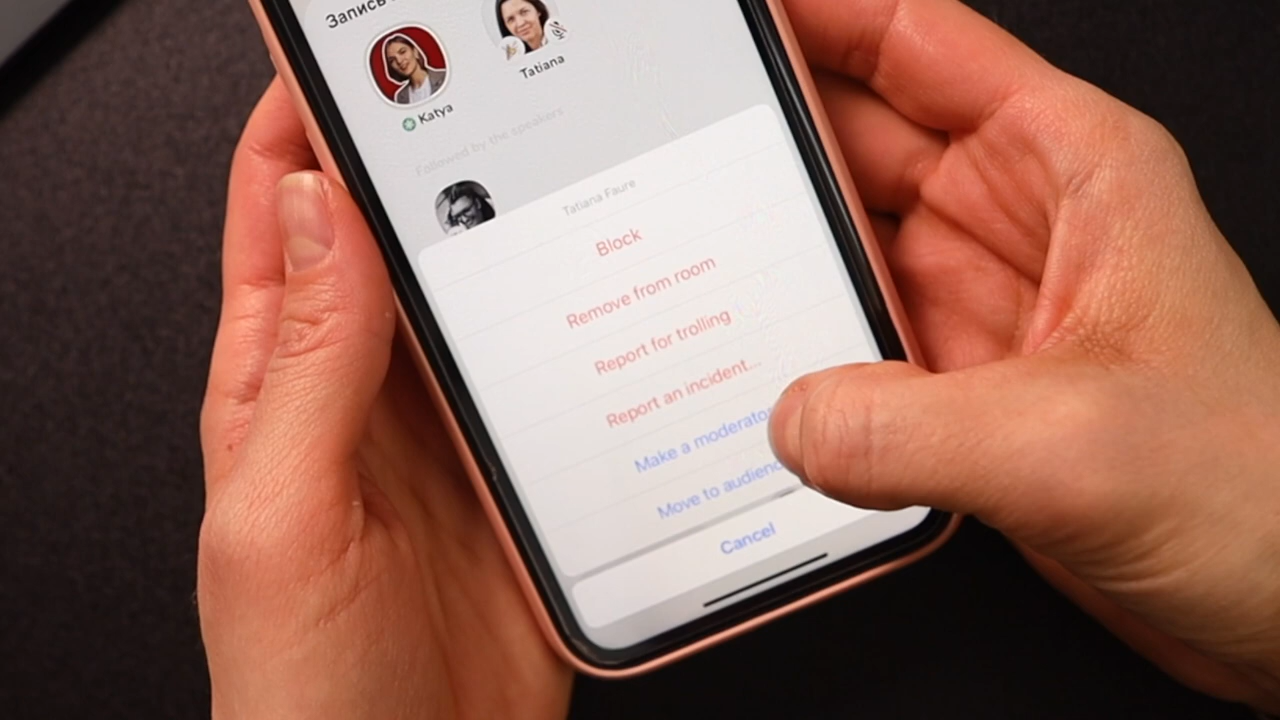 Запись
Katya
Tatiana
Followed by the speakers
Tatiana Faure
Block
Remove from room
Report for trolling
Report an incident...
Make a moderator
Move to audience
Cancel